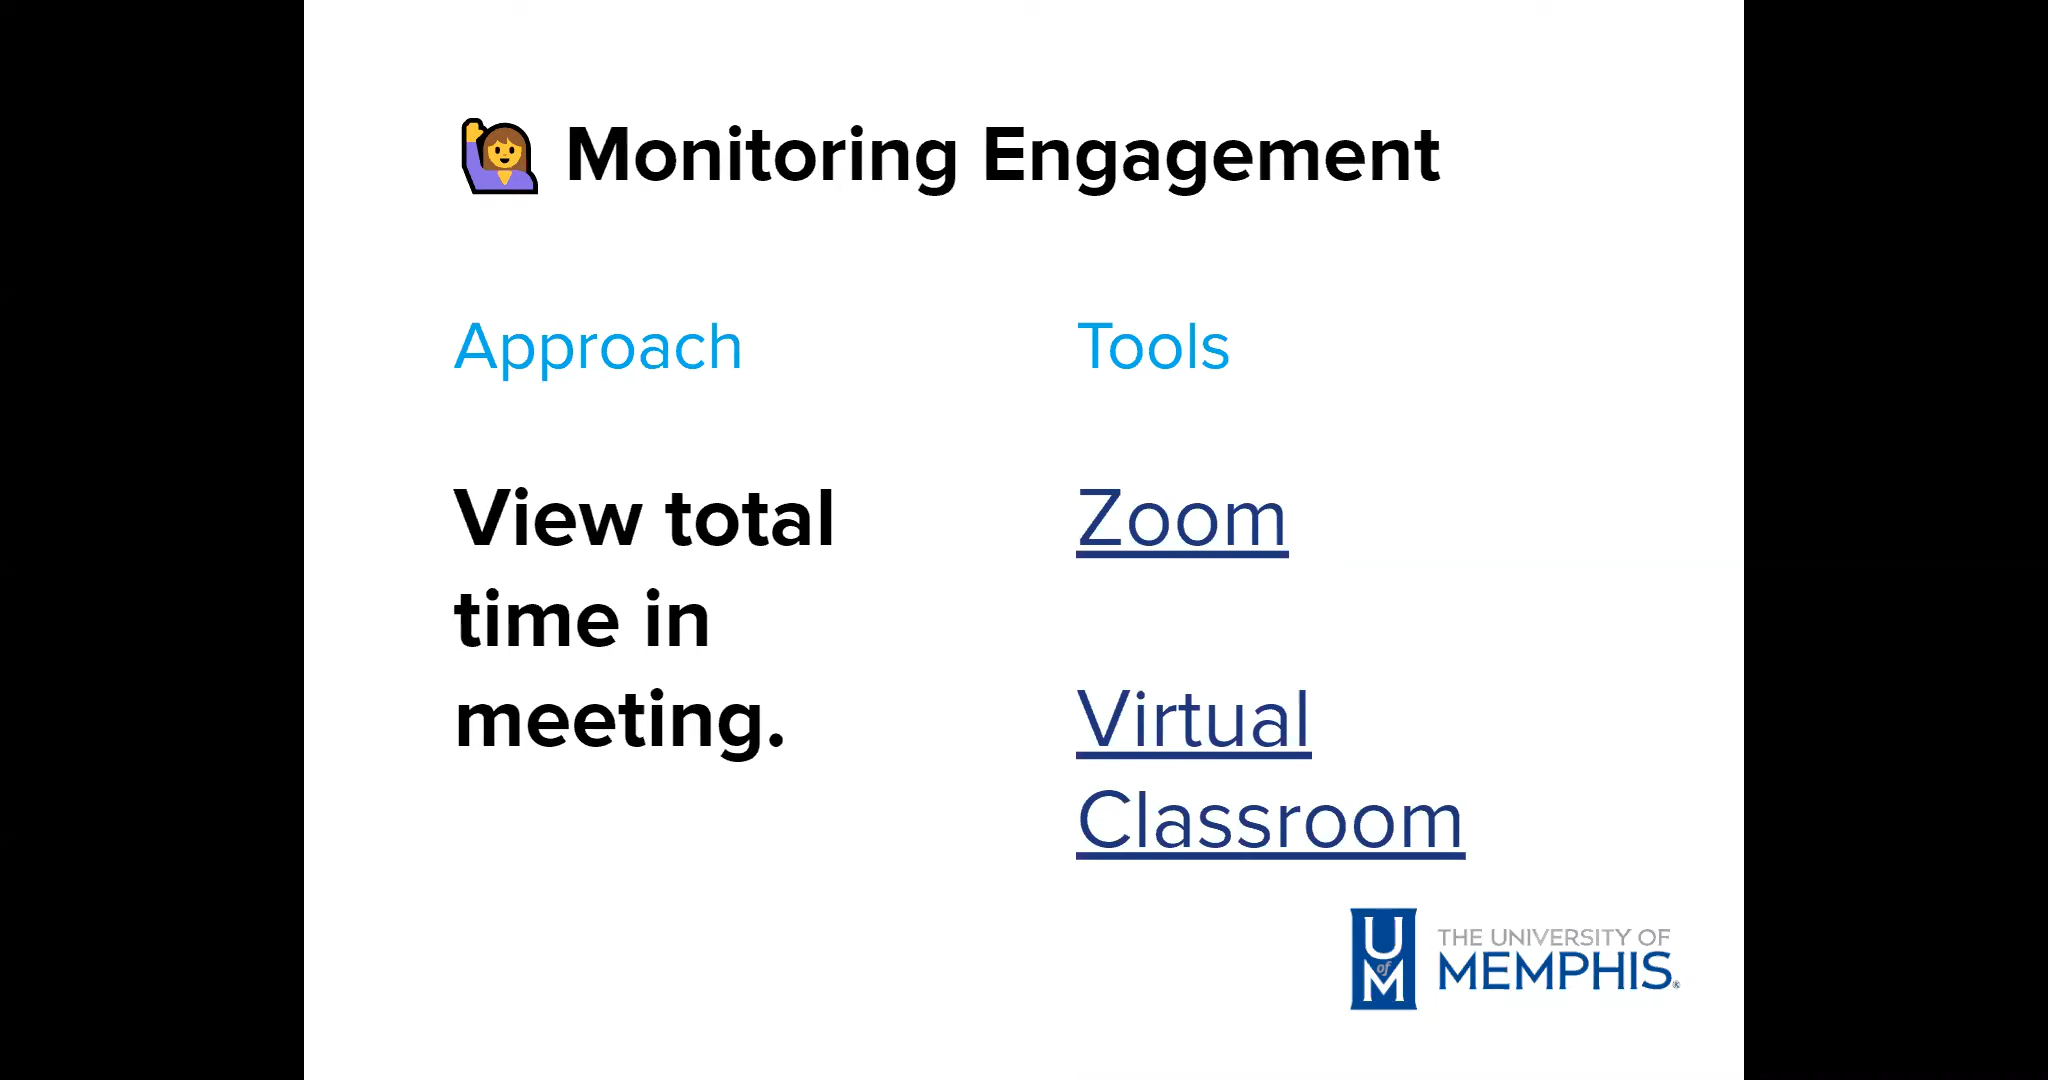 🙋‍♀️ Monitoring Engagement
Approach
View total
time in
meeting.
Tools
Zoom
Virtual
Classroom
U
of
M
THE UNIVERSITY OF
MEMPHIS®